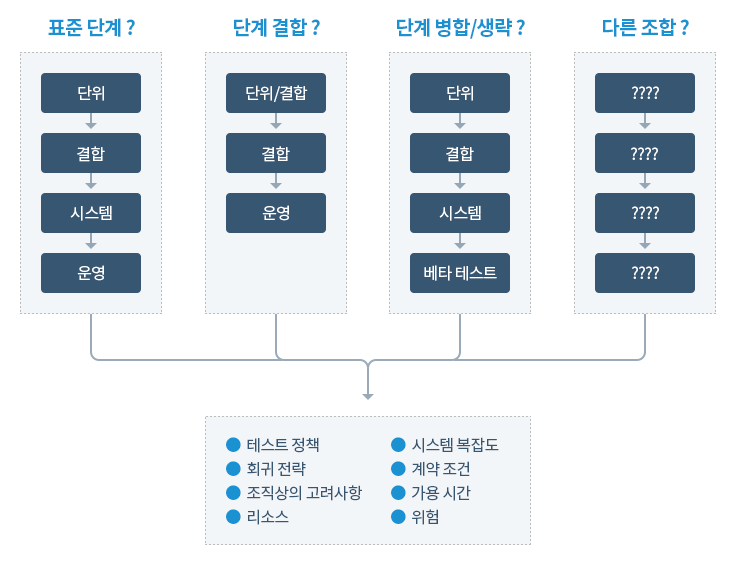 표준 단계 ?
단위
결합
시스템
운영
단계 결합 ?
단위/결합
결합
운영
단계 병합/생략 ?
단위
결합
시스템
베타 테스트
다른 조합 ?
????
????
????
????
테스트 정책
회귀 전략
조직상의 고려사항
리소스
시스템 복잡도
계약 조건
가용 시간
위험